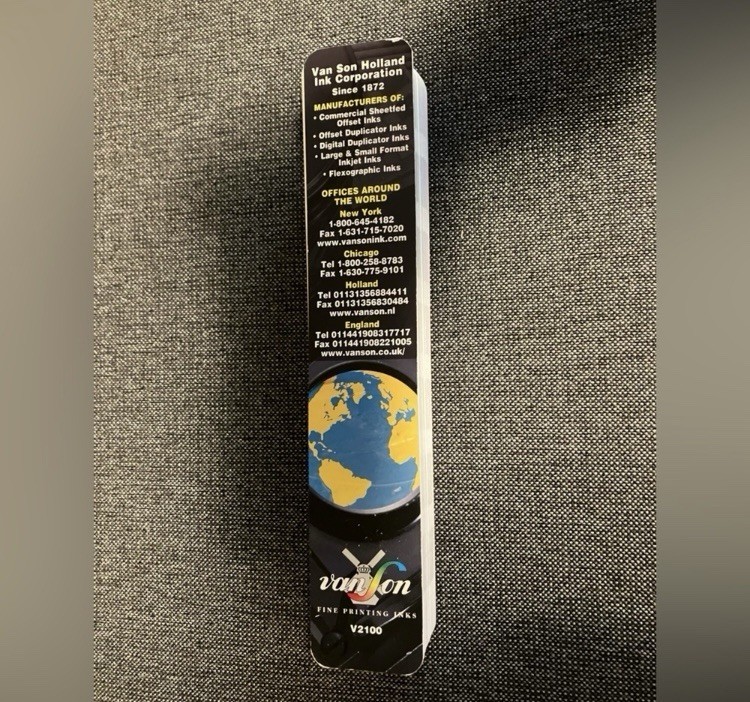 Van Son Holland
Ink Corporation
Since 1872
MANUFACTURERS OF:
• Commercial Sheetfed
Offset Inks
• Offset Duplicator Inks
• Digital Duplicator Inks
• Large & Small Format
Inkjet Inks
• Flexographic Inks
OFFICES AROUND
THE WORLD
New York
1-800-645-4182
Fax 1-631-715-7020
www.vansonink.com
Chicago
Tel 1-800-258-8783
Fax 1-630-775-9101
Holland
Tel 01131356884411
Fax 01131356830484
www.vanson.nl
England
Tel 011441908317717
Fax 011441908221005
www.vanson.co.uk/
vanSon
FINE PRINTING INKS
V2100